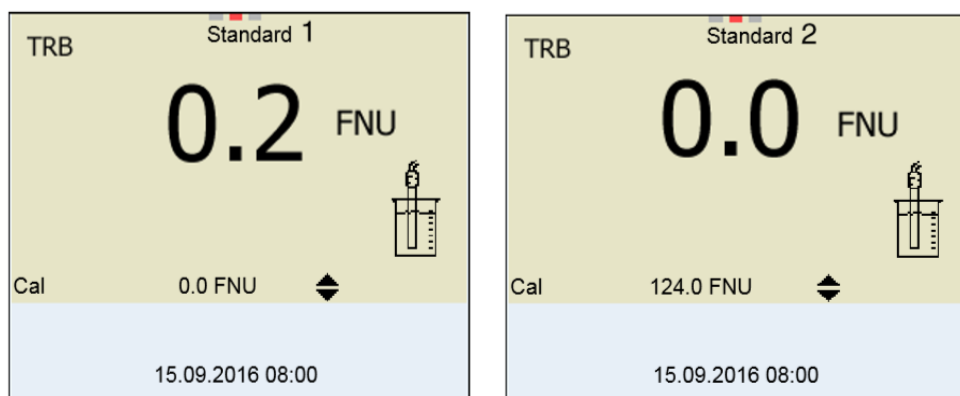 Standard 1
TRB
0.2 FNU
Cal 0.0 FNU
15.09.2016 08:00
Standard 2
TRB
0.0 FNU
Cal 124.0 FNU
15.09.2016 08:00